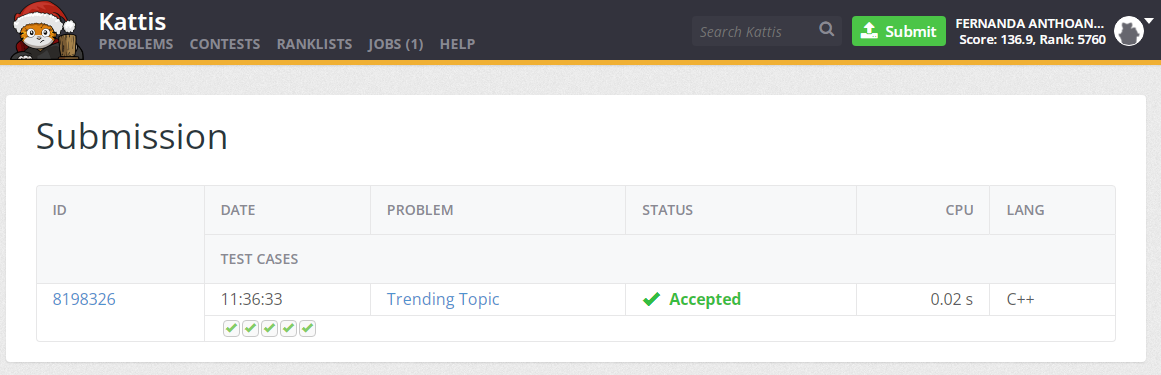 Kattis
PROBLEMS CONTESTS RANKLISTS JOBS (1) HELP
Search Kattis
Submit
FERNANDA ANTHOAN...
Score: 136.9, Rank: 5760
Submission
ID DATE PROBLEM STATUS CPU LANG
TEST CASES
8198326 11:36:33 Trending Topic Accepted 0.02 s C++